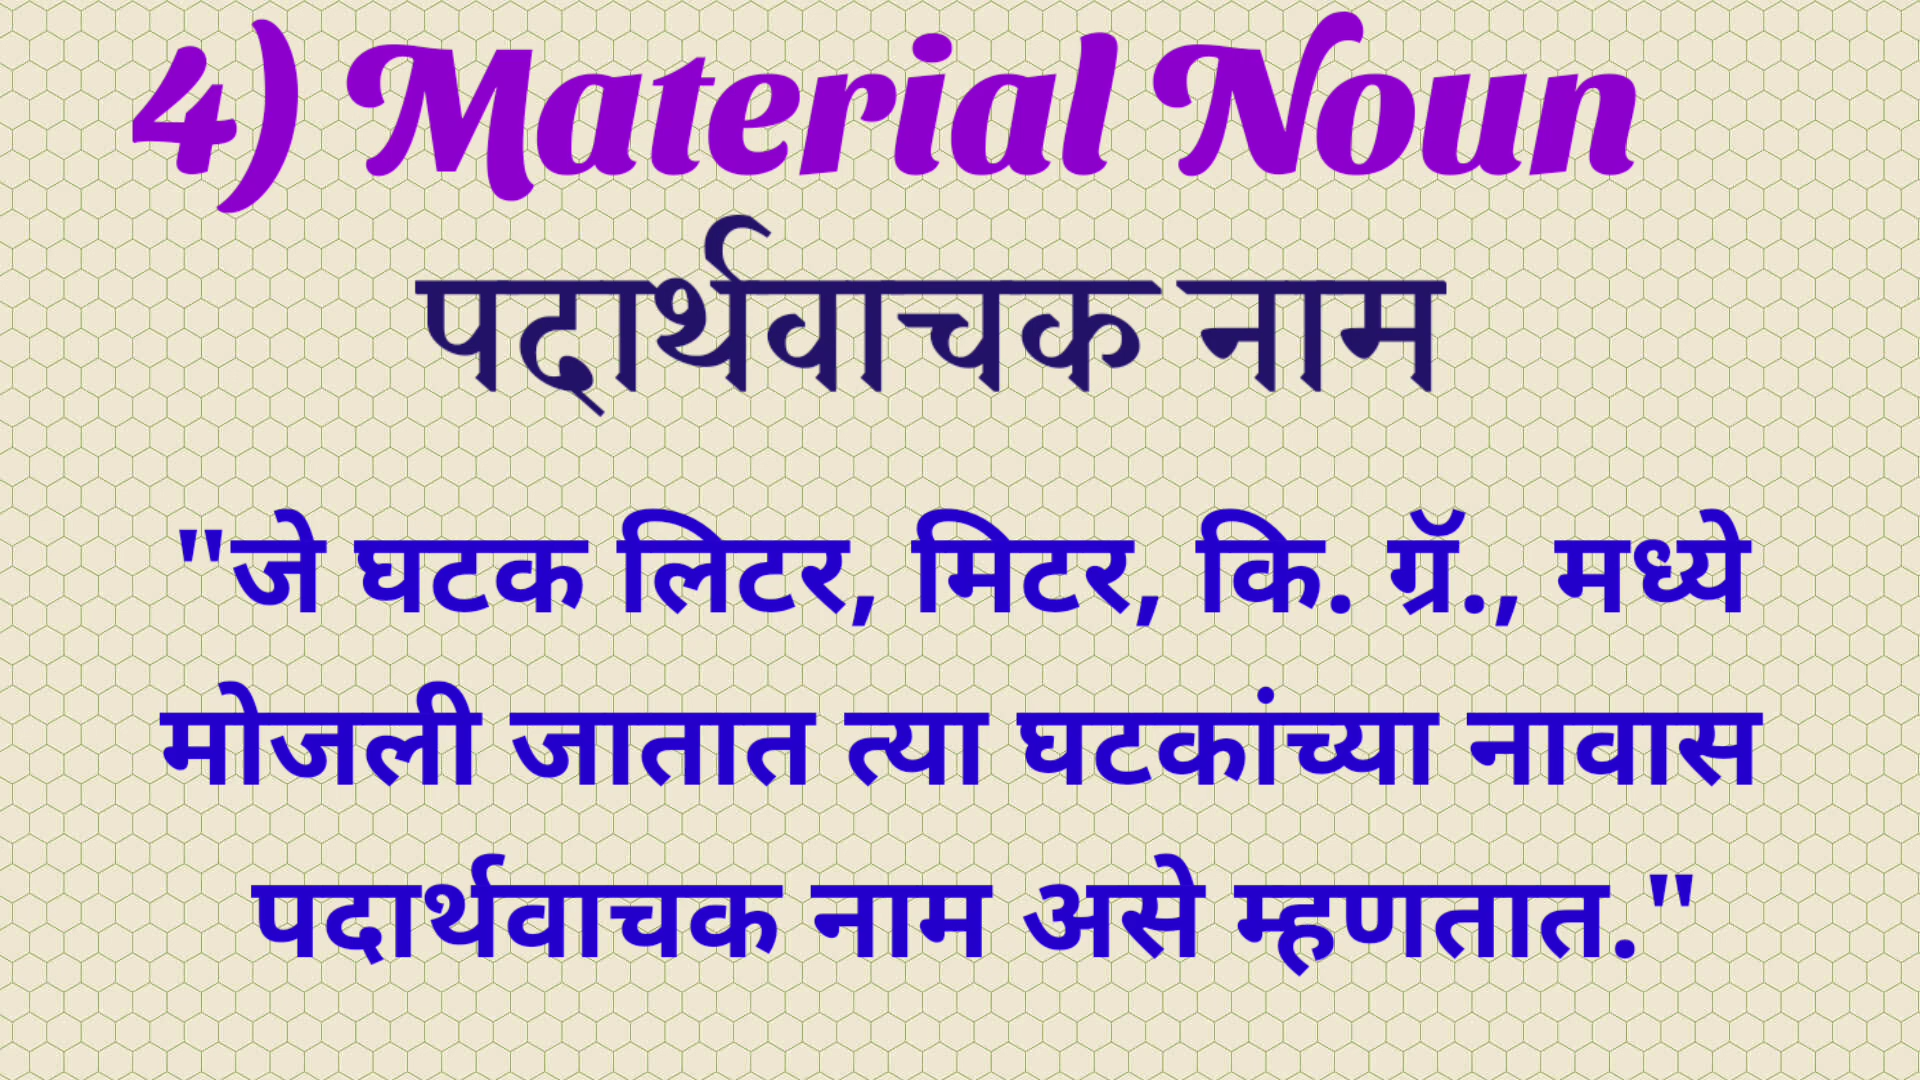 4) Material Noun
पदार्थवाचक नाम
"जे घटक लिटर, मिटर, कि. ग्रॅ., मध्ये
मोजली जातात त्या घटकांच्या नावास
पदार्थवाचक नाम असे म्हणतात."